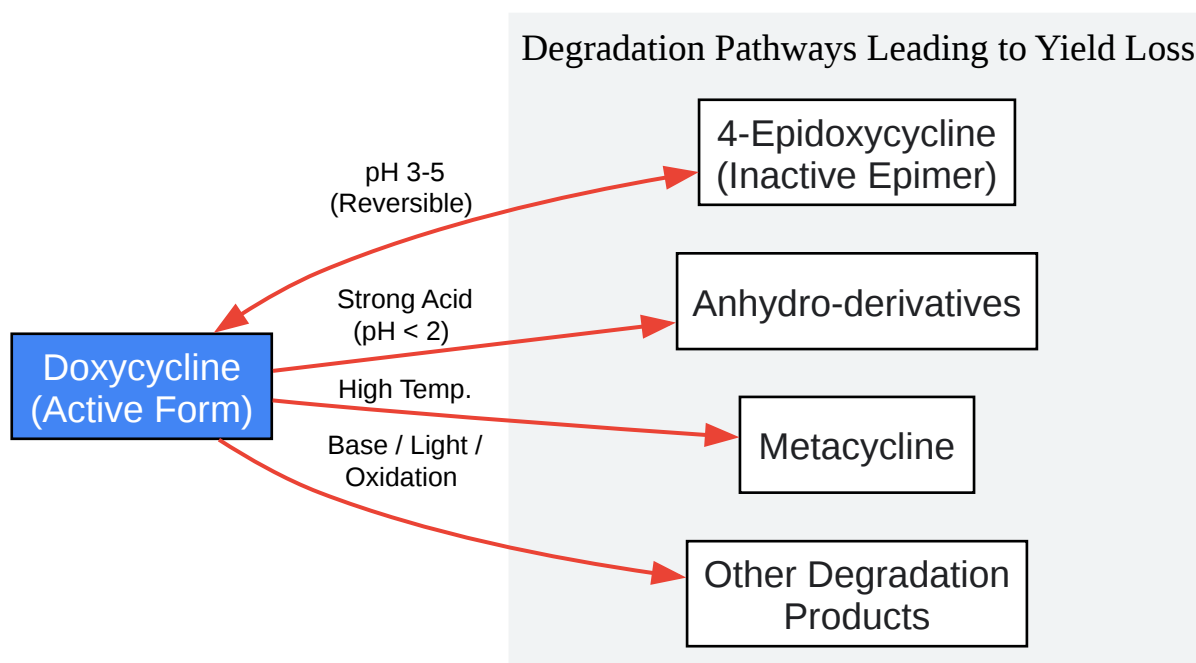 Degradation Pathways Leading to Yield Loss
4-Epidoxycycline
(Inactive Epimer)
pH 3-5
(Reversible)
Anhydro-derivatives
Strong Acid
(pH < 2)
Doxycycline
(Active Form)
High Temp.
Metacycline
Base / Light /
Oxidation
Other Degradation
Products